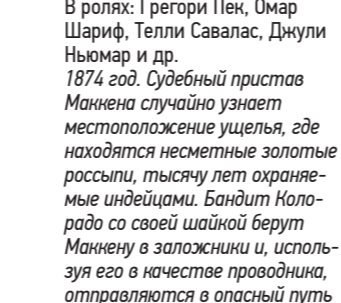 В ролях: Грегори Пек, Омар
Шариф, Телли Савалас, Джули
Ньюмар и др.
1874 год. Судебный пристав
Маккена случайно узнает
местоположение ущелья, где
находятся несметные золотые
россыпи, тысячу лет охраняе-
мые индейцами. Бандит Коло-
радо со своей шайкой берут
Маккену в заложники и, исполь-
зуя его в качестве проводника,
отправляются в опасный путь